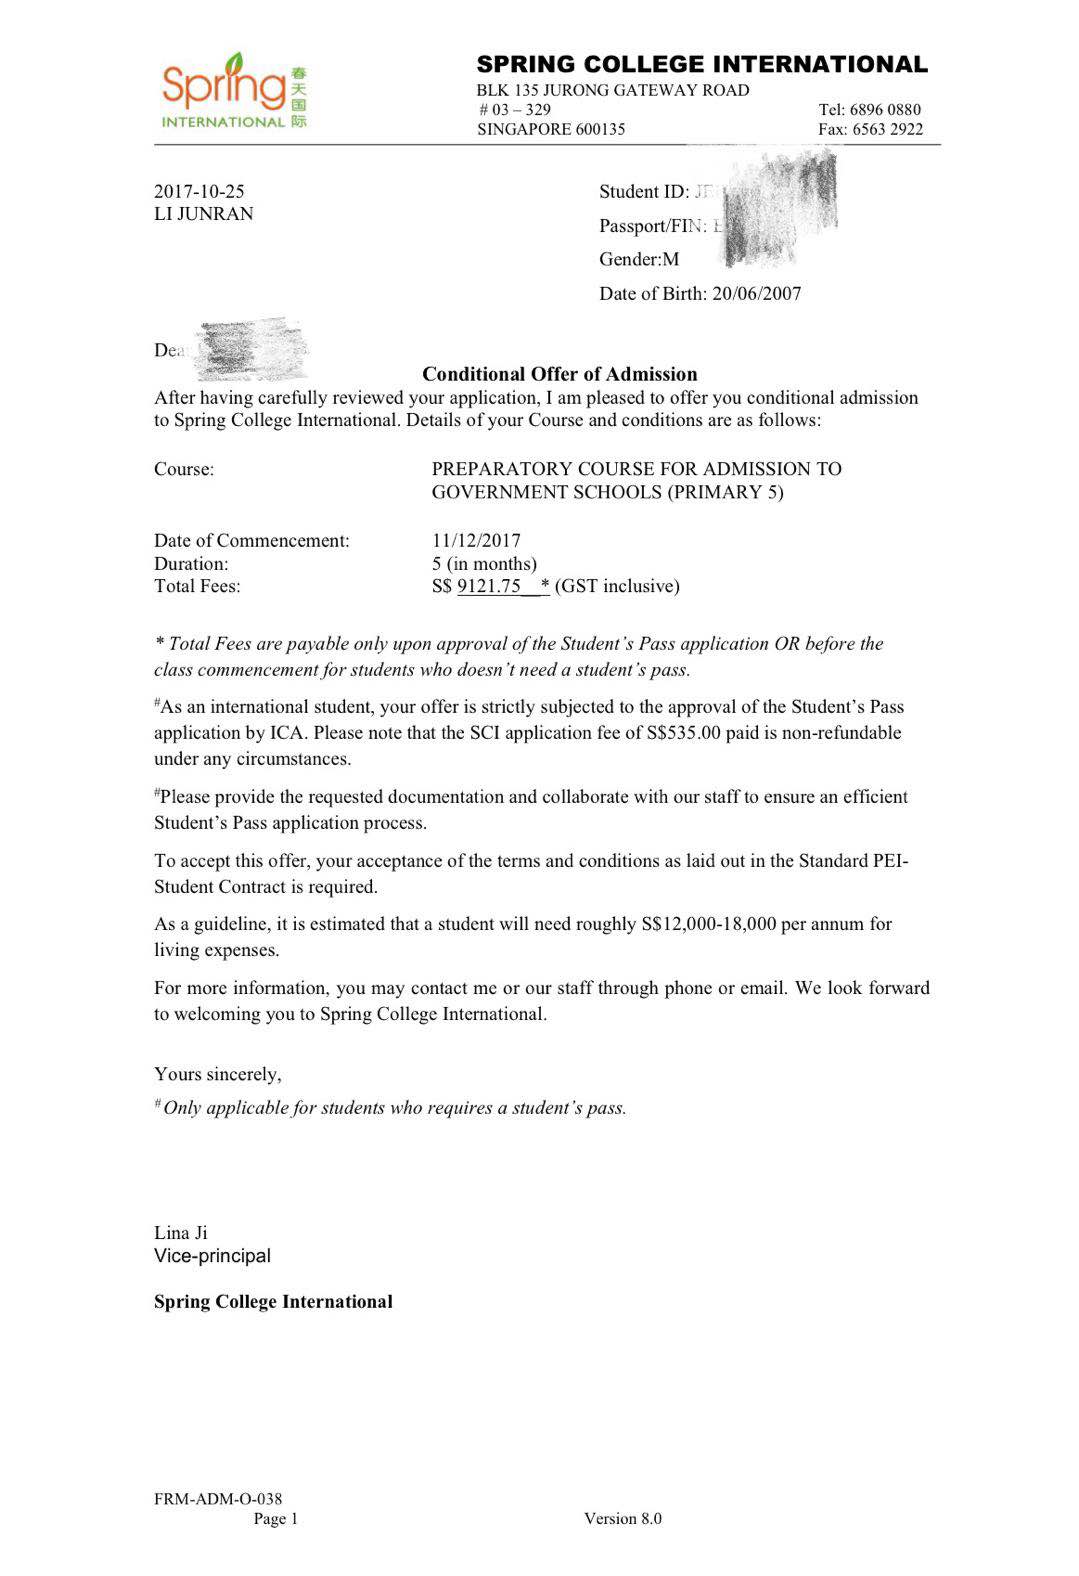 Spring
春天国际
INTERNATIONAL
SPRING COLLEGE INTERNATIONAL
BLK 135 JURONG GATEWAY ROAD
# 03 – 329 Tel: 6896 0880
SINGAPORE 600135 Fax: 6563 2922
2017-10-25
LI JUNRAN
Student ID:
Passport/FIN:
Gender:M
Date of Birth: 20/06/2007
Conditional Offer of Admission
After having carefully reviewed your application, I am pleased to offer you conditional admission
to Spring College International. Details of your Course and conditions are as follows:
Course: PREPARATORY COURSE FOR ADMISSION TO
GOVERNMENT SCHOOLS (PRIMARY 5)
Date of Commencement: 11/12/2017
Duration: 5 (in months)
Total Fees: S$ 9121.75__* (GST inclusive)
* Total Fees are payable only upon approval of the Student’s Pass application OR before the
class commencement for students who doesn’t need a student’s pass.
#As an international student, your offer is strictly subjected to the approval of the Student’s Pass
application by ICA. Please note that the SCI application fee of S$535.00 paid is non-refundable
under any circumstances.
#Please provide the requested documentation and collaborate with our staff to ensure an efficient
Student’s Pass application process.
To accept this offer, your acceptance of the terms and conditions as laid out in the Standard PEI-
Student Contract is required.
As a guideline, it is estimated that a student will need roughly S$12,000-18,000 per annum for
living expenses.
For more information, you may contact me or our staff through phone or email. We look forward
to welcoming you to Spring College International.
Yours sincerely,
# Only applicable for students who requires a student’s pass.
Lina Ji
Vice-principal
Spring College International
FRM-ADM-O-038
Page 1 Version 8.0